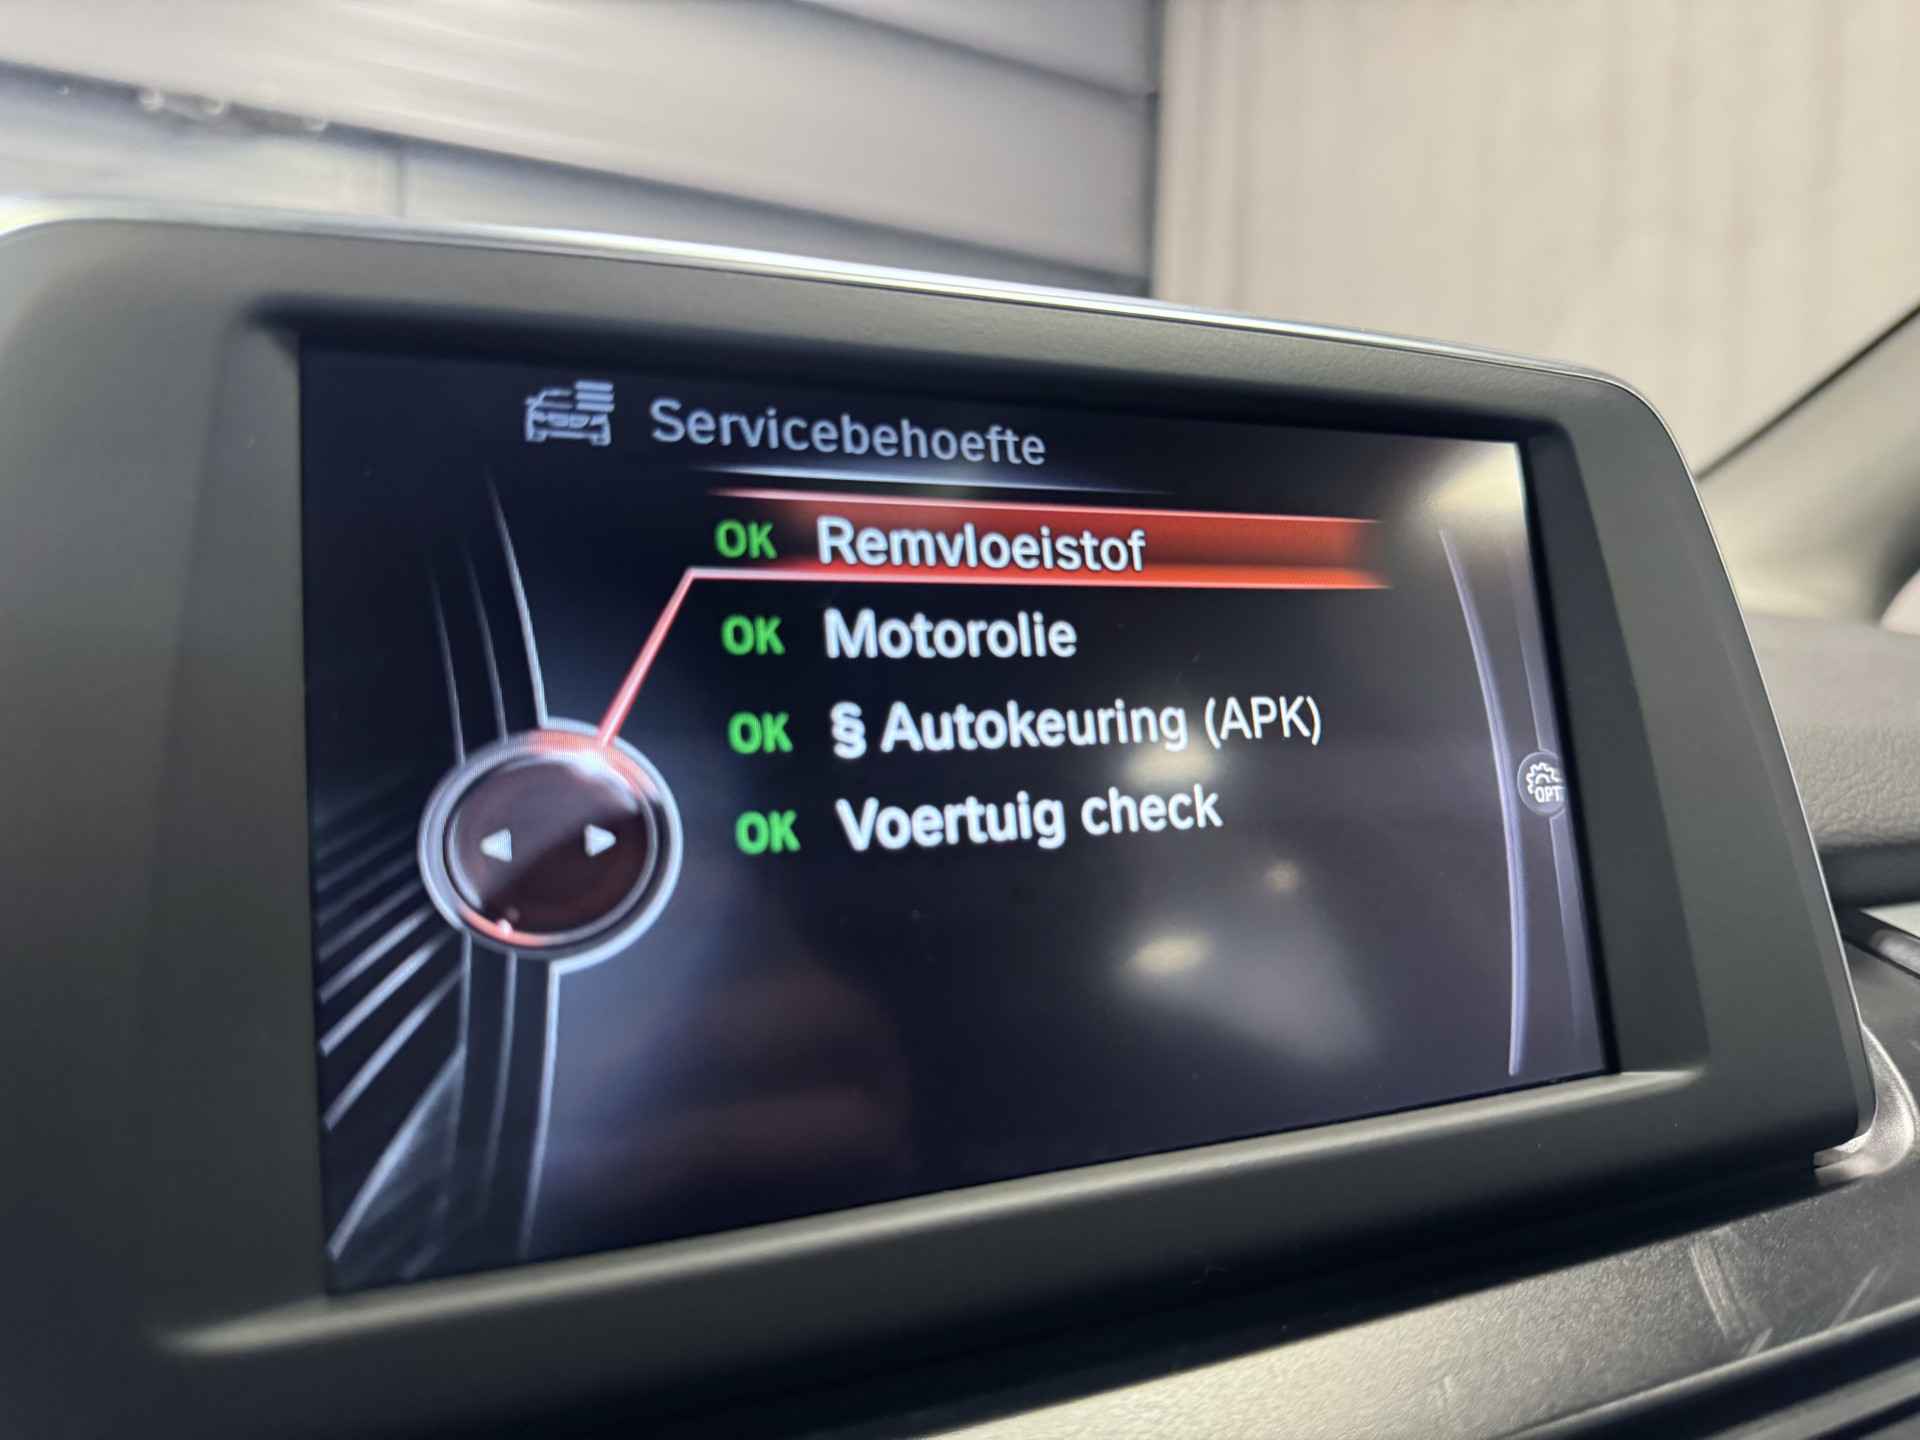 Servicebehoefte
OK Remvloeistof
OK Motorolie
OK § Autokeuring (APK)
OK Voertuig check
OPT